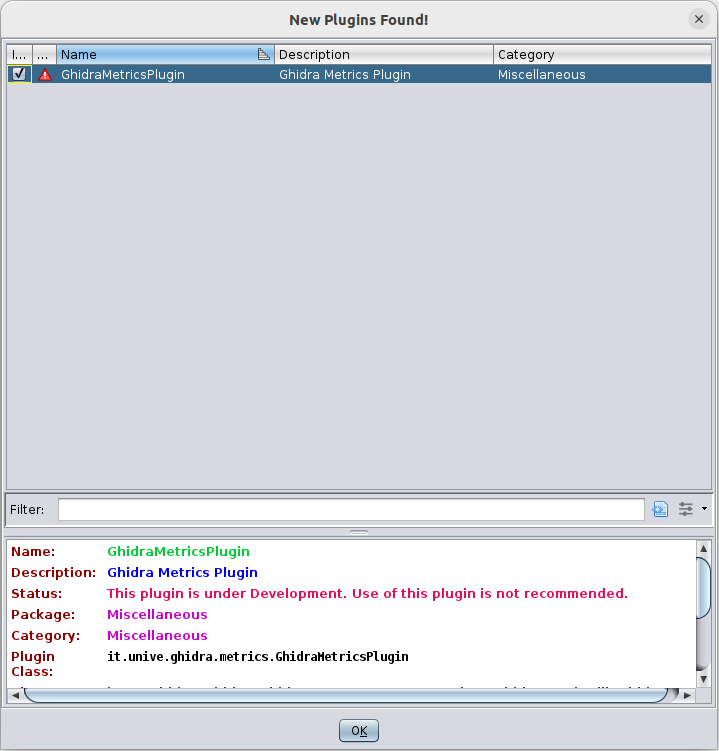 New Plugins Found!
I... ... Name Description Category
GhidraMetricsPlugin Ghidra Metrics Plugin Miscellaneous
Filter:
Name: GhidraMetricsPlugin
Description: Ghidra Metrics Plugin
Status: This plugin is under Development. Use of this plugin is not recommended.
Package: Miscellaneous
Category: Miscellaneous
Plugin it.unive.ghidra.metrics.GhidraMetricsPlugin
Class:
OK